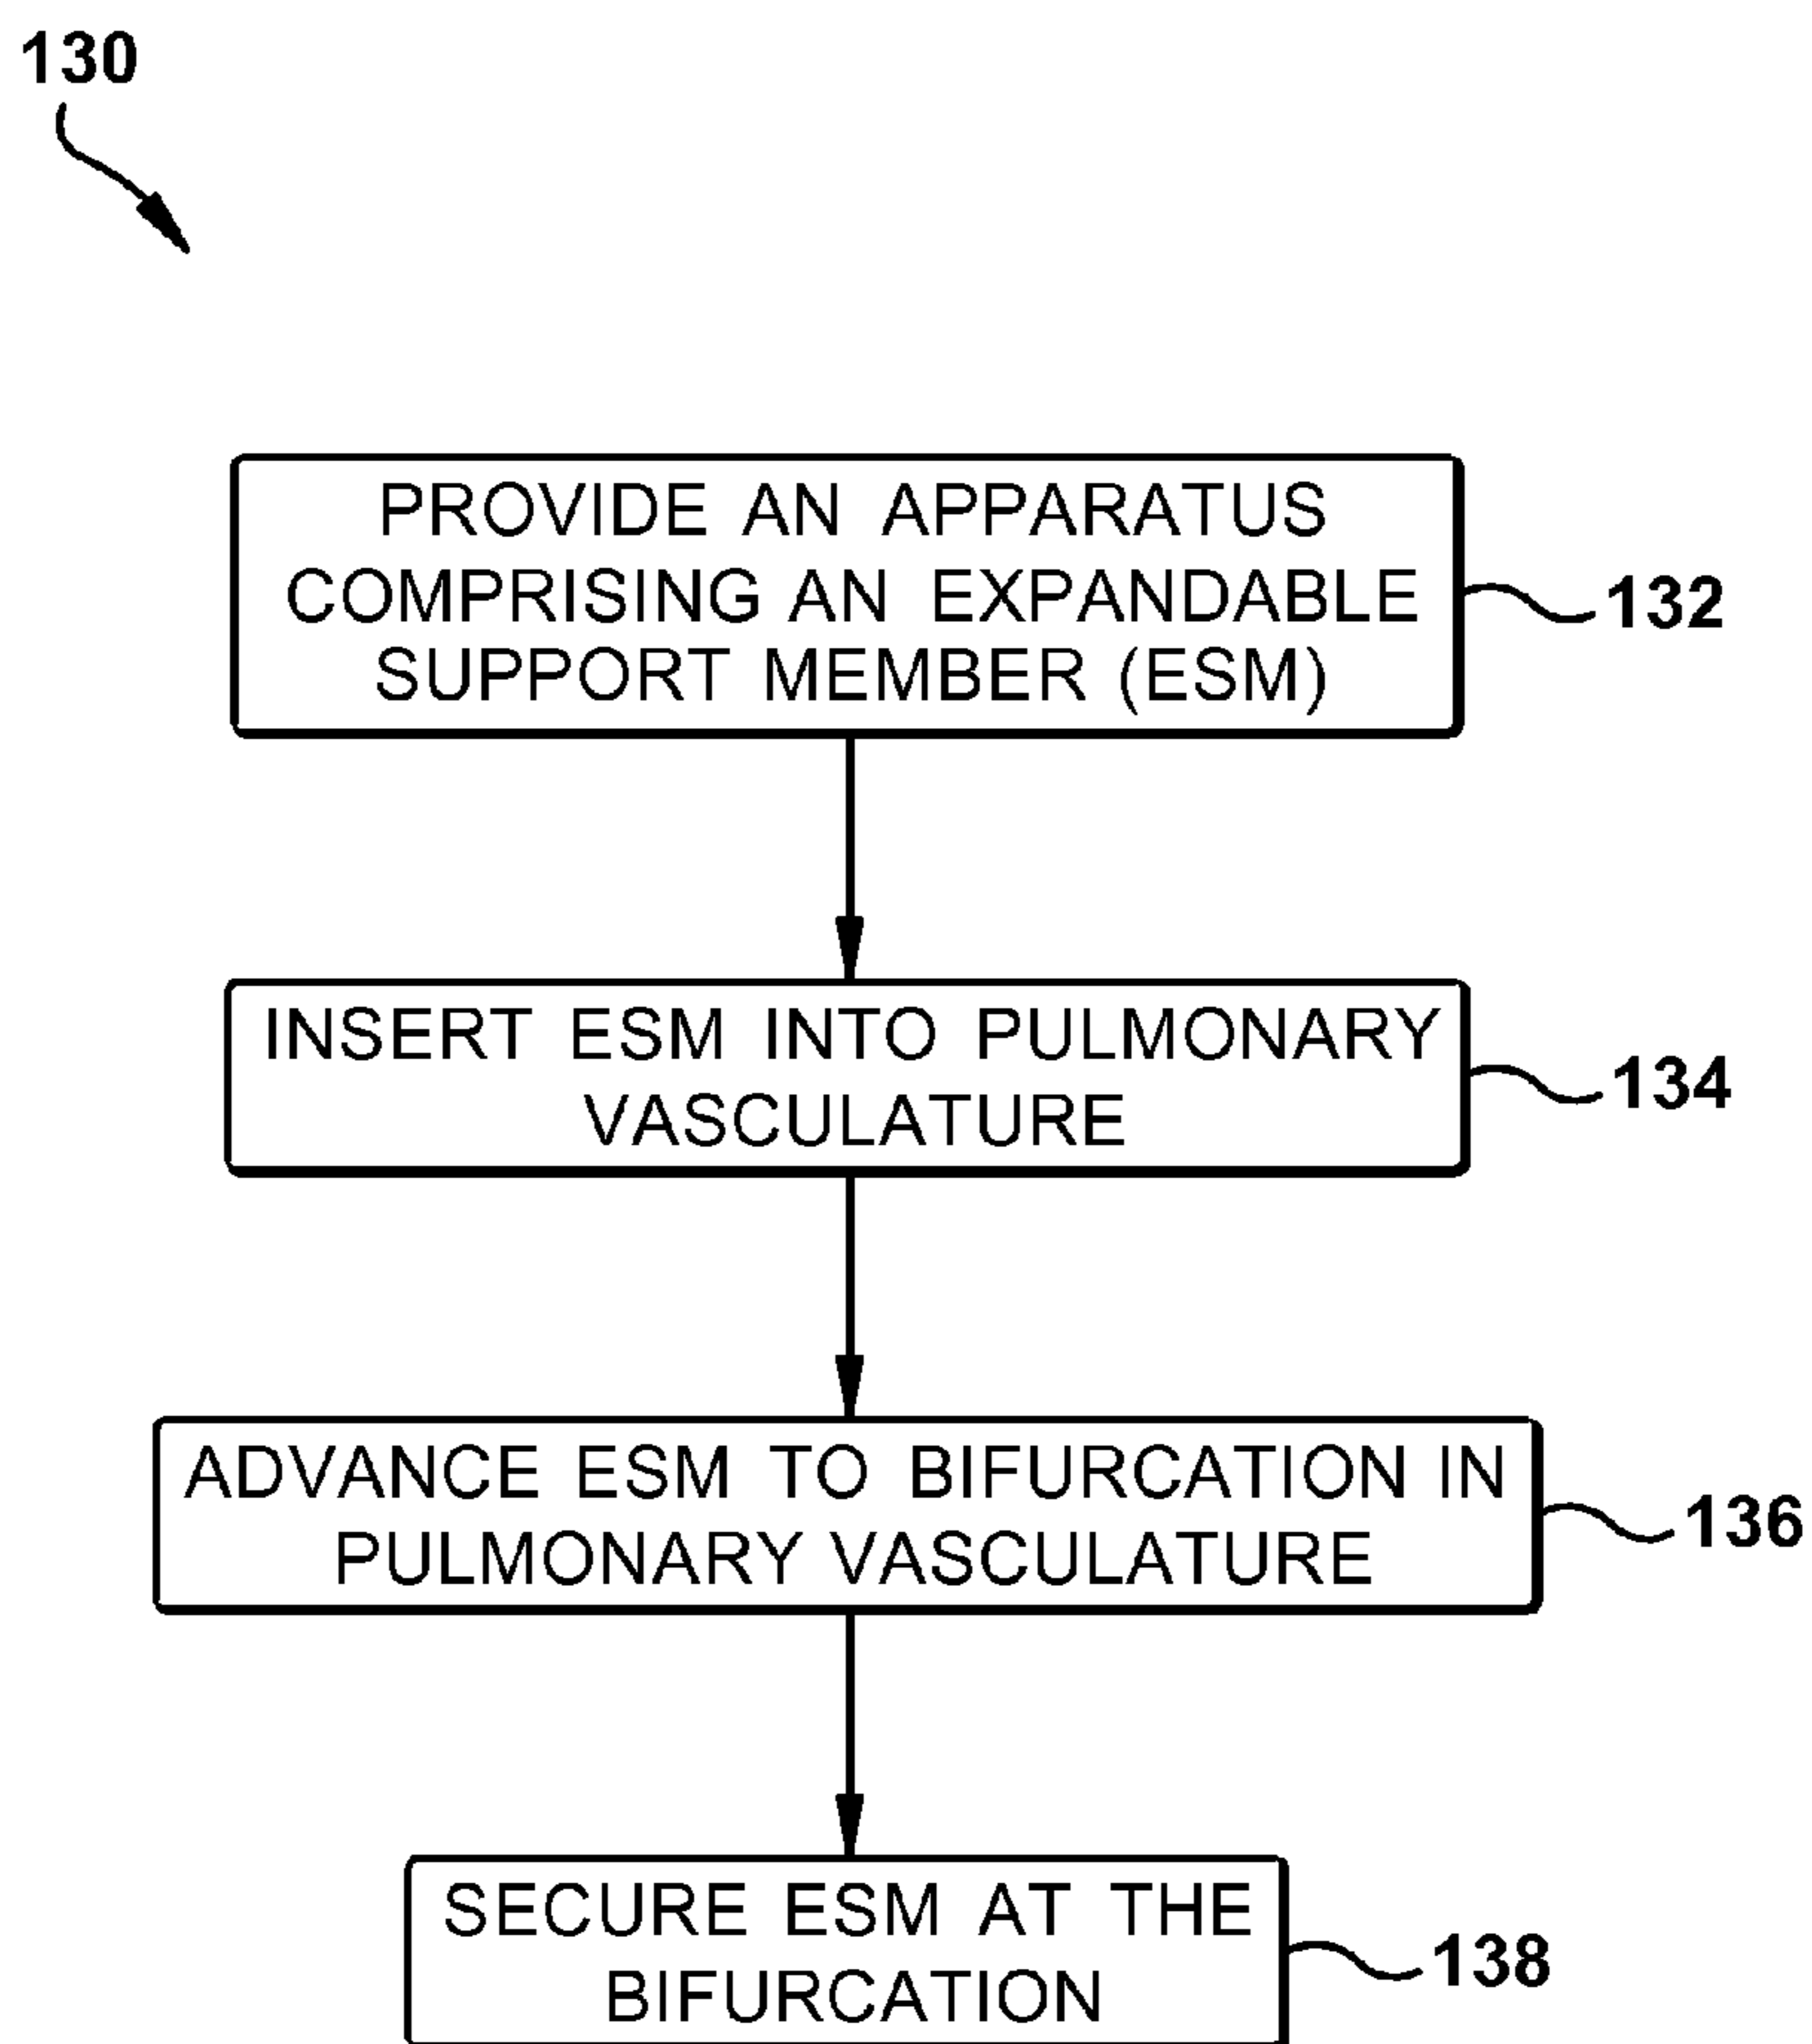 130
PROVIDE AN APPARATUS
COMPRISING AN EXPANDABLE
SUPPORT MEMBER (ESM)
132
INSERT ESM INTO PULMONARY
VASCULATURE
134
ADVANCE ESM TO BIFURCATION IN
PULMONARY VASCULATURE
136
SECURE ESM AT THE
BIFURCATION
138